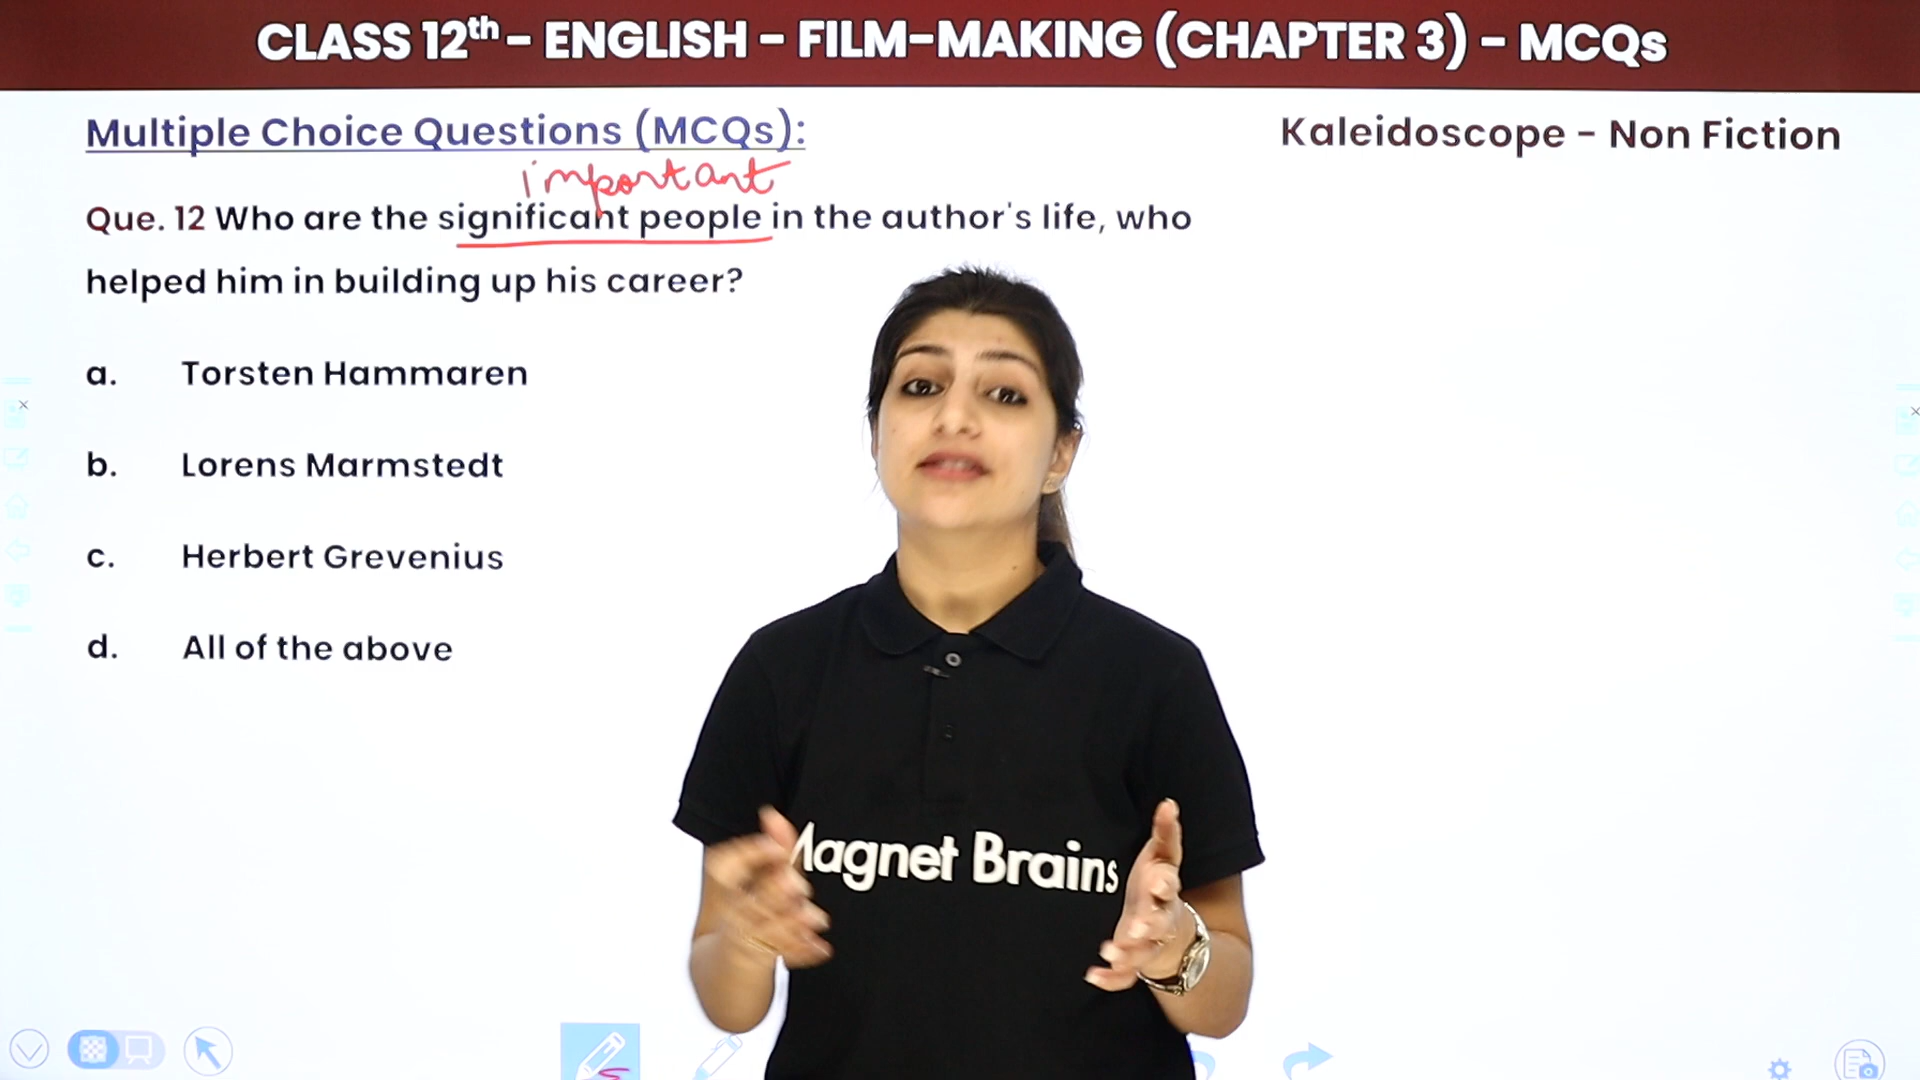 CLASS 12th - ENGLISH - FILM-MAKING (CHAPTER 3) - MCQs
Multiple Choice Questions (MCQs):
Kaleidoscope - Non Fiction
important
Que. 12 Who are the significant people in the author's life, who
helped him in building up his career?
a. Torsten Hammaren
b. Lorens Marmstedt
c. Herbert Grevenius
d. All of the above
Magnet Brains